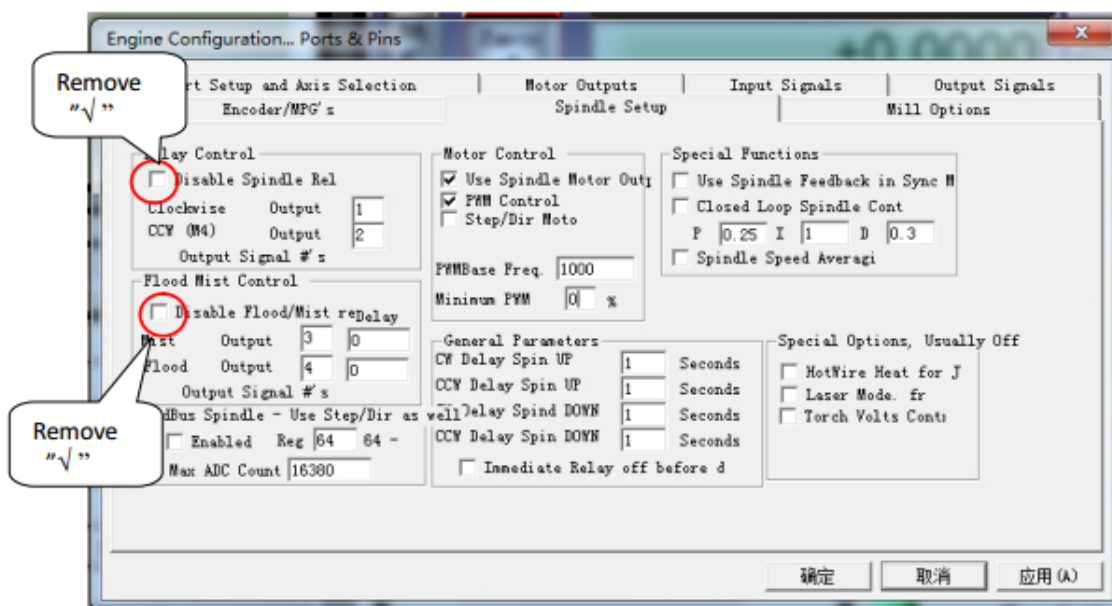 Engine Configuration... Ports & Pins
+0.0000
Remove
"√"
rt Setup and Axis Selection
Motor Outputs
Input Signals
Output Signals
Encoder/MPG's
Spindle Setup
Mill Options
lay Control
Disable Spindle Rel
Clockwise Output 1
CCW (M4) Output 2
Output Signal #'s
Flood Mist Control
Disable Flood/Mist re Delay
Mist Output 3 0
Flood Output 4 0
Output Signal #'s
dBus Spindle - Use Step/Dir as well
Enabled Reg 64 64 -
Max ADC Count 16380
Remove
"√"
Motor Control
Use Spindle Motor Outp
PWM Control
Step/Dir Moto
PWMBase Freq. 1000
Minimum PWM 0 %
General Parameters
CW Delay Spin UP 1 Seconds
CCW Delay Spin UP 1 Seconds
Delay Spind DOWN 1 Seconds
CCW Delay Spin DOWN 1 Seconds
Immediate Relay off before d
Special Functions
Use Spindle Feedback in Sync M
Closed Loop Spindle Cont
P 0.25 I 1 D 0.3
Spindle Speed Averagi
Special Options, Usually Off
HotWire Heat for J
Laser Mode. fr
Torch Volts Cont
确定
取消
应用(A)